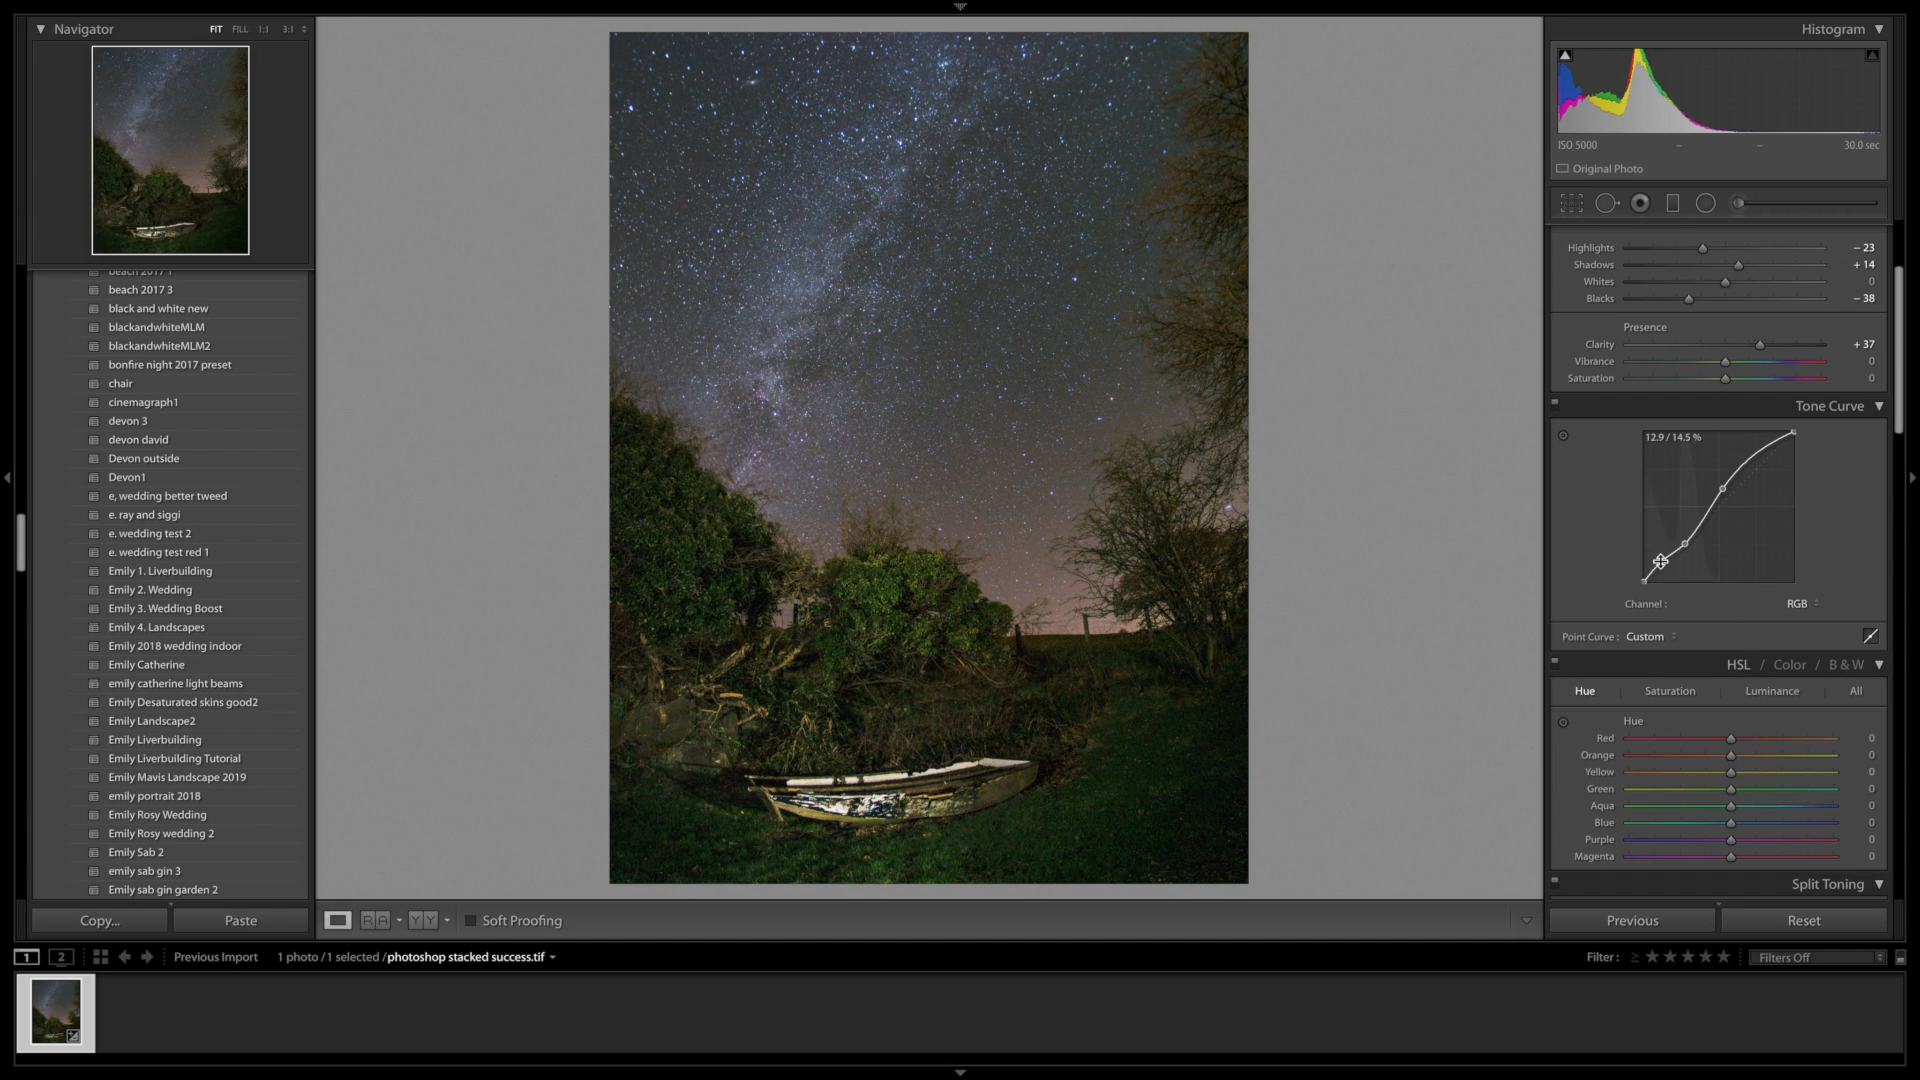 Navigator
FIT FILL 1:1 3:1
beach 2017 1
beach 2017 3
black and white new
blackandwhiteMLM
blackandwhiteMLM2
bonfire night 2017 preset
chair
cinemagraph1
devon 3
devon david
Devon outside
Devon1
e, wedding better tweed
e. ray and siggi
e. wedding test 2
e. wedding test red 1
Emily 1. Liverbuilding
Emily 2. Wedding
Emily 3. Wedding Boost
Emily 4. Landscapes
Emily 2018 wedding indoor
Emily Catherine
emily catherine light beams
Emily Desaturated skins good2
Emily Landscape2
Emily Liverbuilding
Emily Liverbuilding Tutorial
Emily Mavis Landscape 2019
emily portrait 2018
Emily Rosy Wedding
Emily Rosy wedding 2
Emily Sab 2
emily sab gin 3
Emily sab gin garden 2
Copy... Paste
R A Y Y Soft Proofing
Histogram
ISO 5000 – – 30.0 sec
Original Photo
Highlights – 23
Shadows + 14
Whites 0
Blacks – 38
Presence
Clarity + 37
Vibrance 0
Saturation 0
Tone Curve
12.9 / 14.5 %
Channel : RGB
Point Curve : Custom
HSL / Color / B & W
Hue Saturation Luminance All
Hue
Red 0
Orange 0
Yellow 0
Green 0
Aqua 0
Blue 0
Purple 0
Magenta 0
Split Toning
Previous Reset
1 2 Previous Import 1 photo / 1 selected / photoshop stacked success.tif
Filter : ≥ ★★★★★ Filters Off